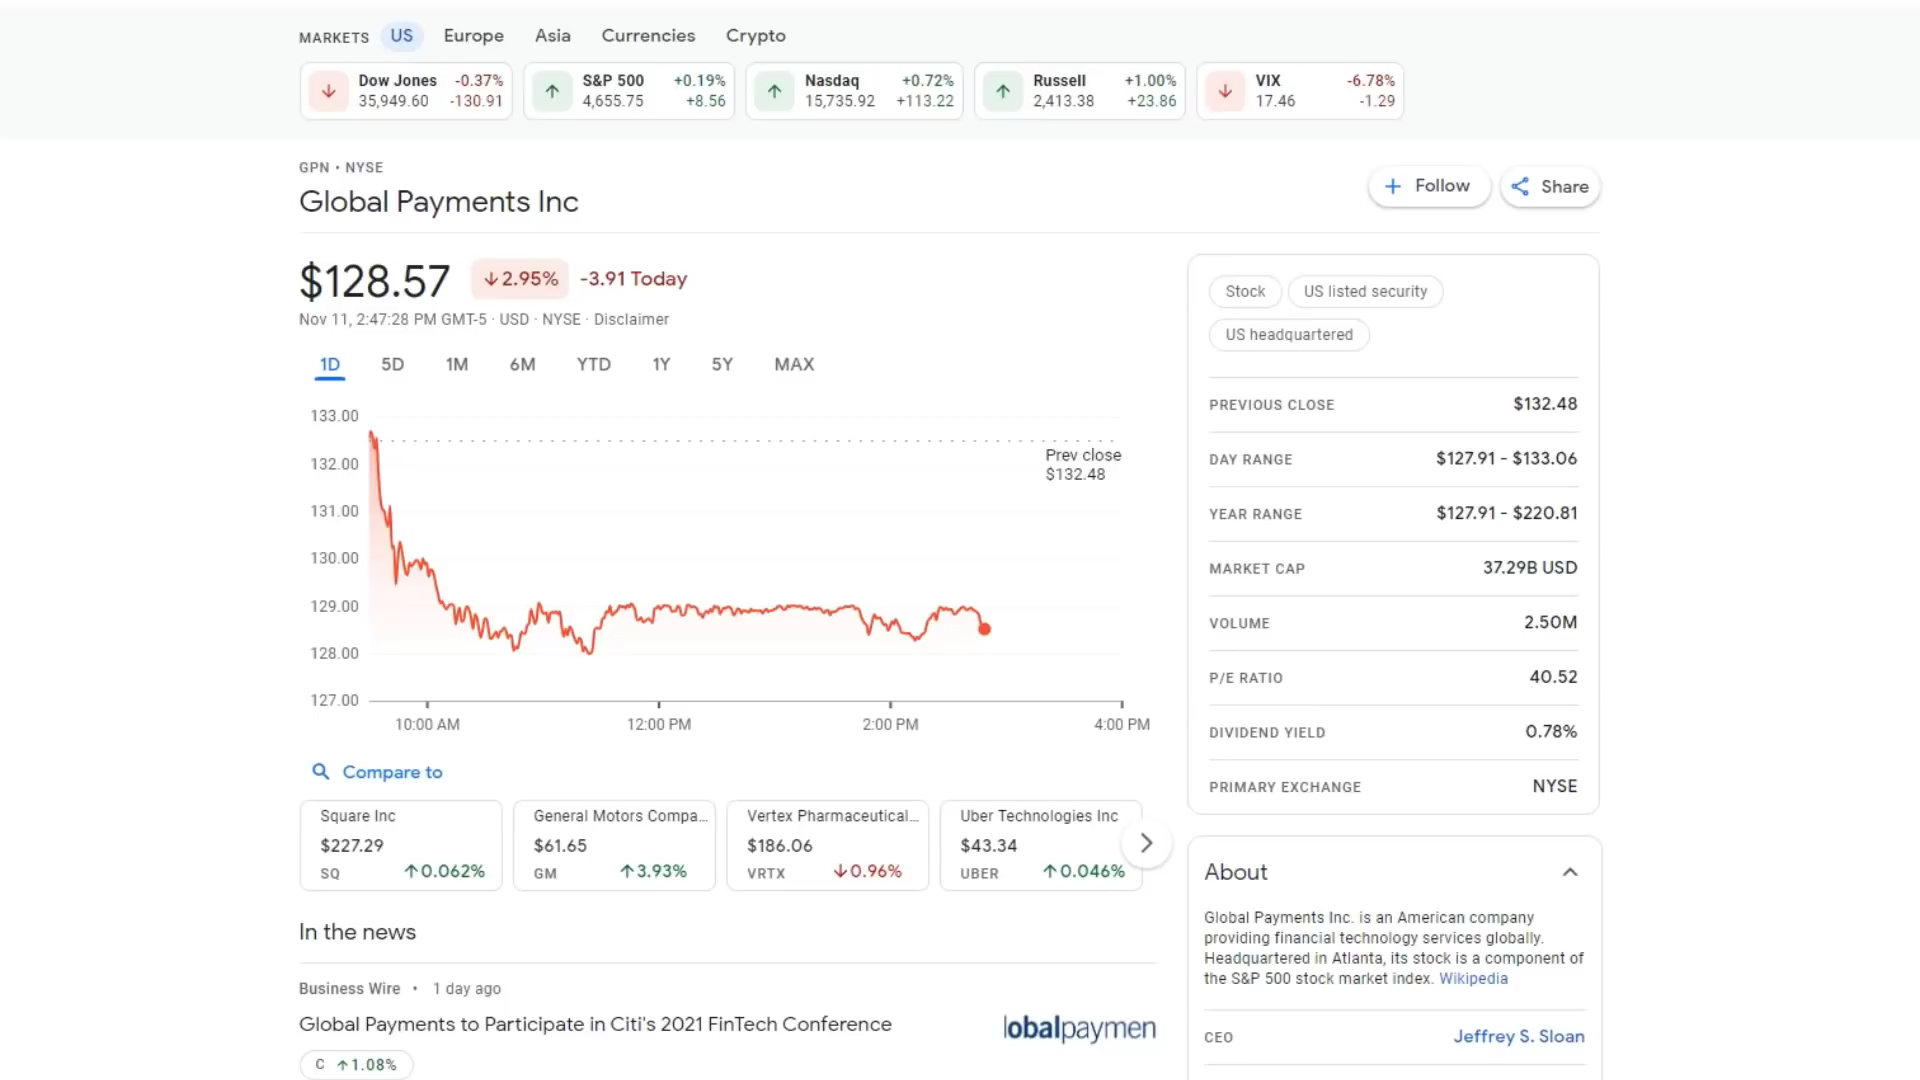 MARKETS US Europe Asia Currencies Crypto
Dow Jones -0.37%
35,949.60 -130.91
S&P 500 +0.19%
4,655.75 +8.56
Nasdaq +0.72%
15,735.92 +113.22
Russell +1.00%
2,413.38 +23.86
VIX -6.78%
17.46 -1.29
GPN • NYSE
Global Payments Inc
+ Follow
Share
$128.57 ↓2.95% -3.91 Today
Nov 11, 2:47:28 PM GMT-5 · USD · NYSE · Disclaimer
1D 5D 1M 6M YTD 1Y 5Y MAX
133.00
132.00
131.00
130.00
129.00
128.00
127.00
Prev close
$132.48
10:00 AM 12:00 PM 2:00 PM 4:00 PM
Compare to
Square Inc
$227.29
SQ ↑0.062%
General Motors Compa...
$61.65
GM ↑3.93%
Vertex Pharmaceutical...
$186.06
VRTX ↓0.96%
Uber Technologies Inc
$43.34
UBER ↑0.046%
In the news
Business Wire • 1 day ago
Global Payments to Participate in Citi's 2021 FinTech Conference
lobalpaymen
C ↑1.08%
Stock US listed security
US headquartered
PREVIOUS CLOSE $132.48
DAY RANGE $127.91 - $133.06
YEAR RANGE $127.91 - $220.81
MARKET CAP 37.29B USD
VOLUME 2.50M
P/E RATIO 40.52
DIVIDEND YIELD 0.78%
PRIMARY EXCHANGE NYSE
About
Global Payments Inc. is an American company
providing financial technology services globally.
Headquartered in Atlanta, its stock is a component of
the S&P 500 stock market index. Wikipedia
CEO Jeffrey S. Sloan